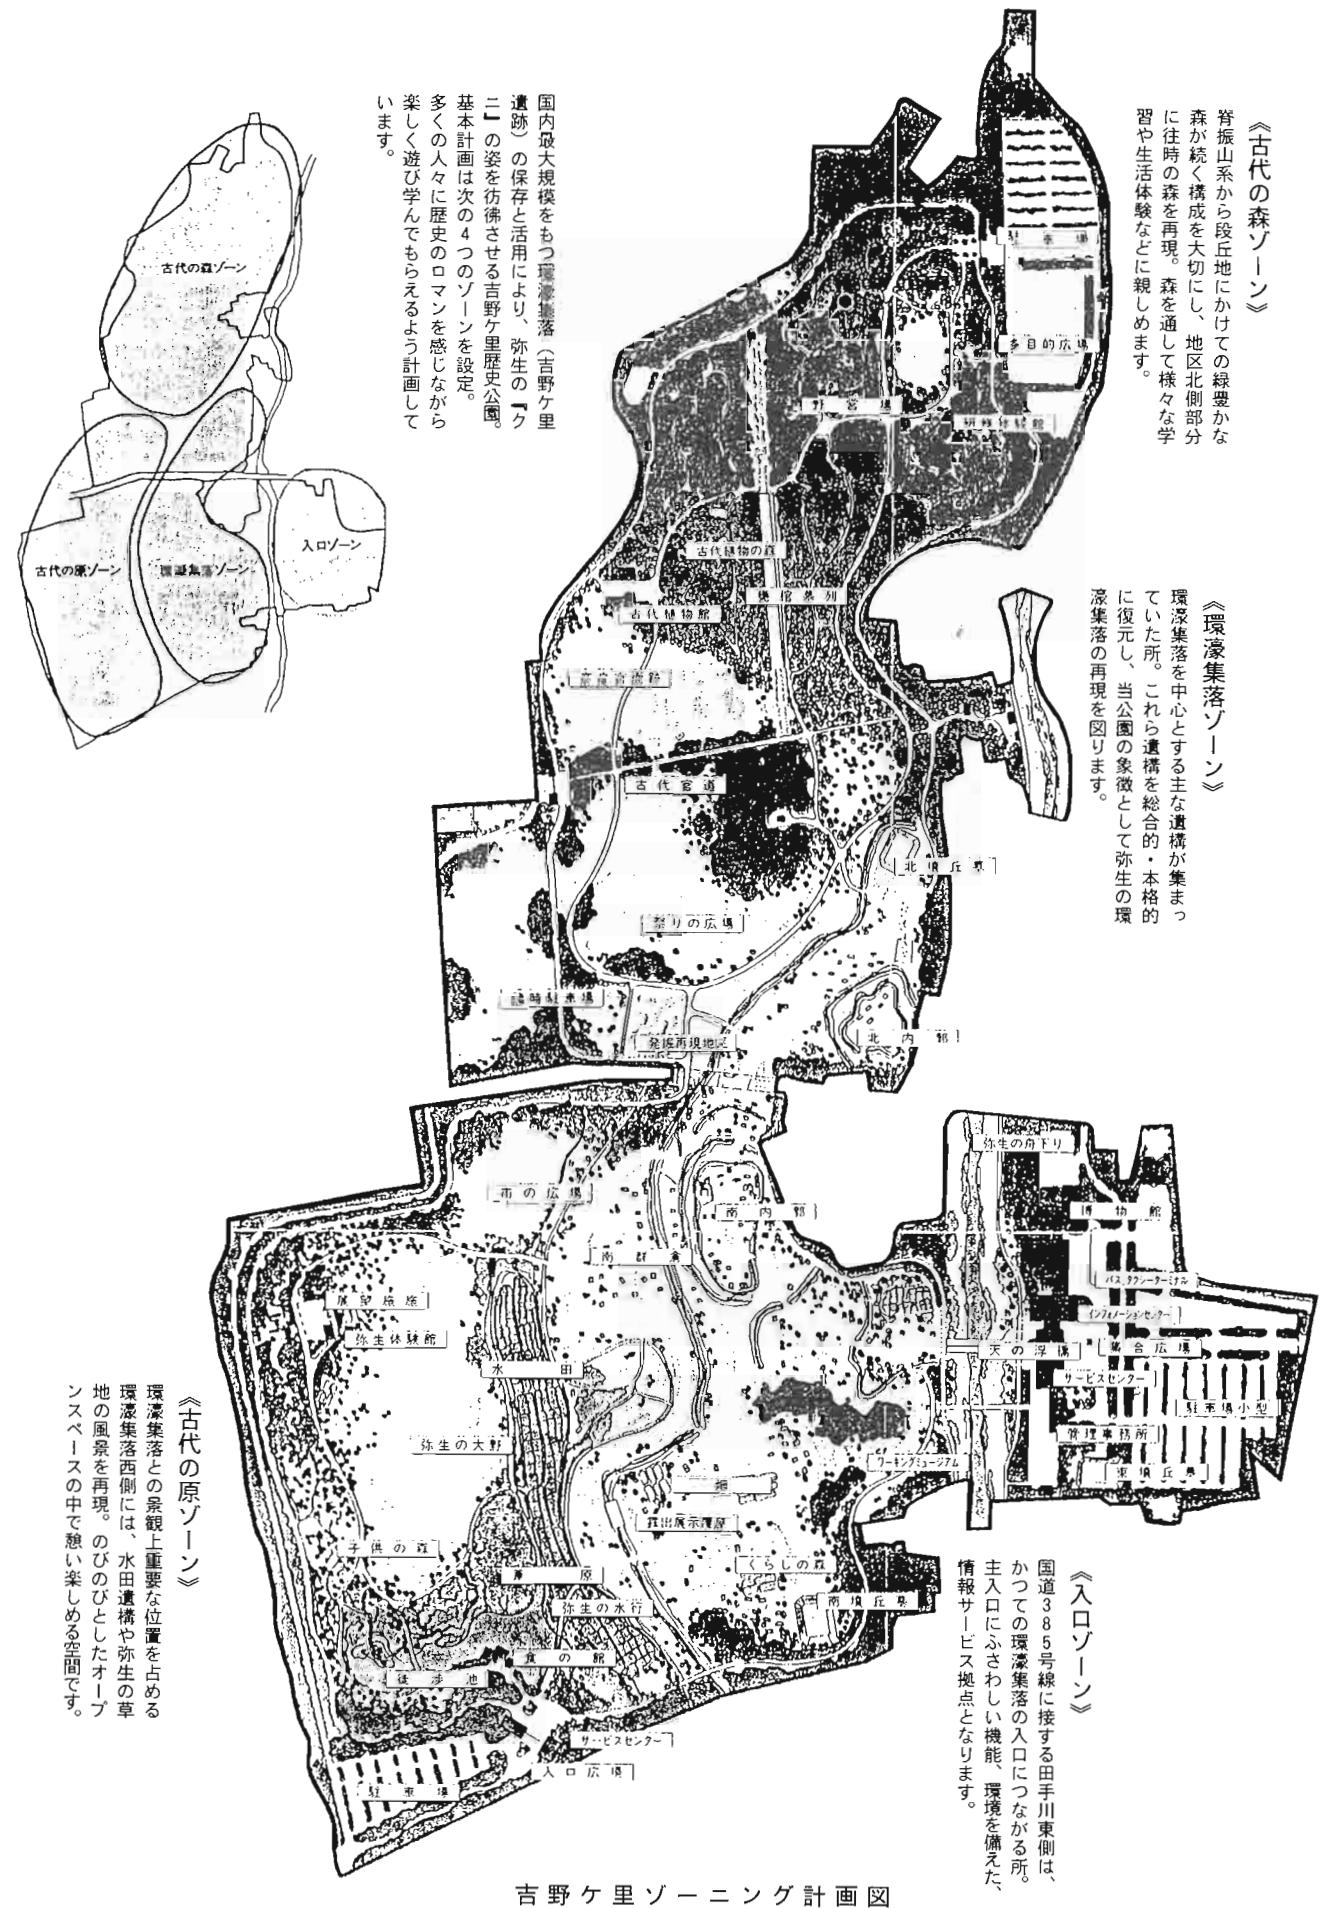 国内最大規模をもつ環濠集落（吉野ケ里
遺跡）の保存と活用により、弥生の『ク
ニ』の姿を彷彿させる吉野ケ里歴史公園。
基本計画は次の４つのゾーンを設定。
多くの人々に歴史のロマンを感じながら
楽しく遊び学んでもらえるよう計画して
います。
《古代の森ゾーン》
脊振山系から段丘地にかけての緑豊かな
森が続く構成を大切にし、地区北側部分
に往時の森を再現。森を通して様々な学
習や生活体験などに親しめます。
《環濠集落ゾーン》
環濠集落を中心とする主な遺構が集まっ
ていた所。これら遺構を総合的・本格的
に復元し、当公園の象徴として弥生の環
濠集落の再現を図ります。
《古代の原ゾーン》
環濠集落との景観上重要な位置を占める
環濠集落西側には、水田遺構や弥生の草
地の風景を再現。のびのびとしたオープ
ンスペースの中で憩い楽しめる空間です。
《入口ゾーン》
国道３８５号線に接する田手川東側は、
かつての環濠集落の入口につながる所。
主入口にふさわしい機能、環境を備えた、
情報サービス拠点となります。
古代の森ゾーン
古代の原ゾーン
環濠集落ゾーン
入口ゾーン
駐車場
多目的広場
野営場
研修体験館
古代植物の森
甕棺墓列
古代植物館
古代官道
北墳丘墓
祭りの広場
臨時駐車場
発掘再現地区
北内郭
弥生の舟下り
市の広場
南内郭
博物館
南群倉
バス、タクシーターミナル
インフォメーションセンター
弥生体験館
天の浮橋
集合広場
水田
サービスセンター
駐車場小型
弥生の大野
管理事務所
ワーキングミュージアム
東墳丘墓
畑
露出展示覆屋
子供の森
くらしの森
葦原
南墳丘墓
弥生の水行
食の館
徒渉池
サービスセンター
入口広場
駐車場
吉野ケ里ゾーニング計画図